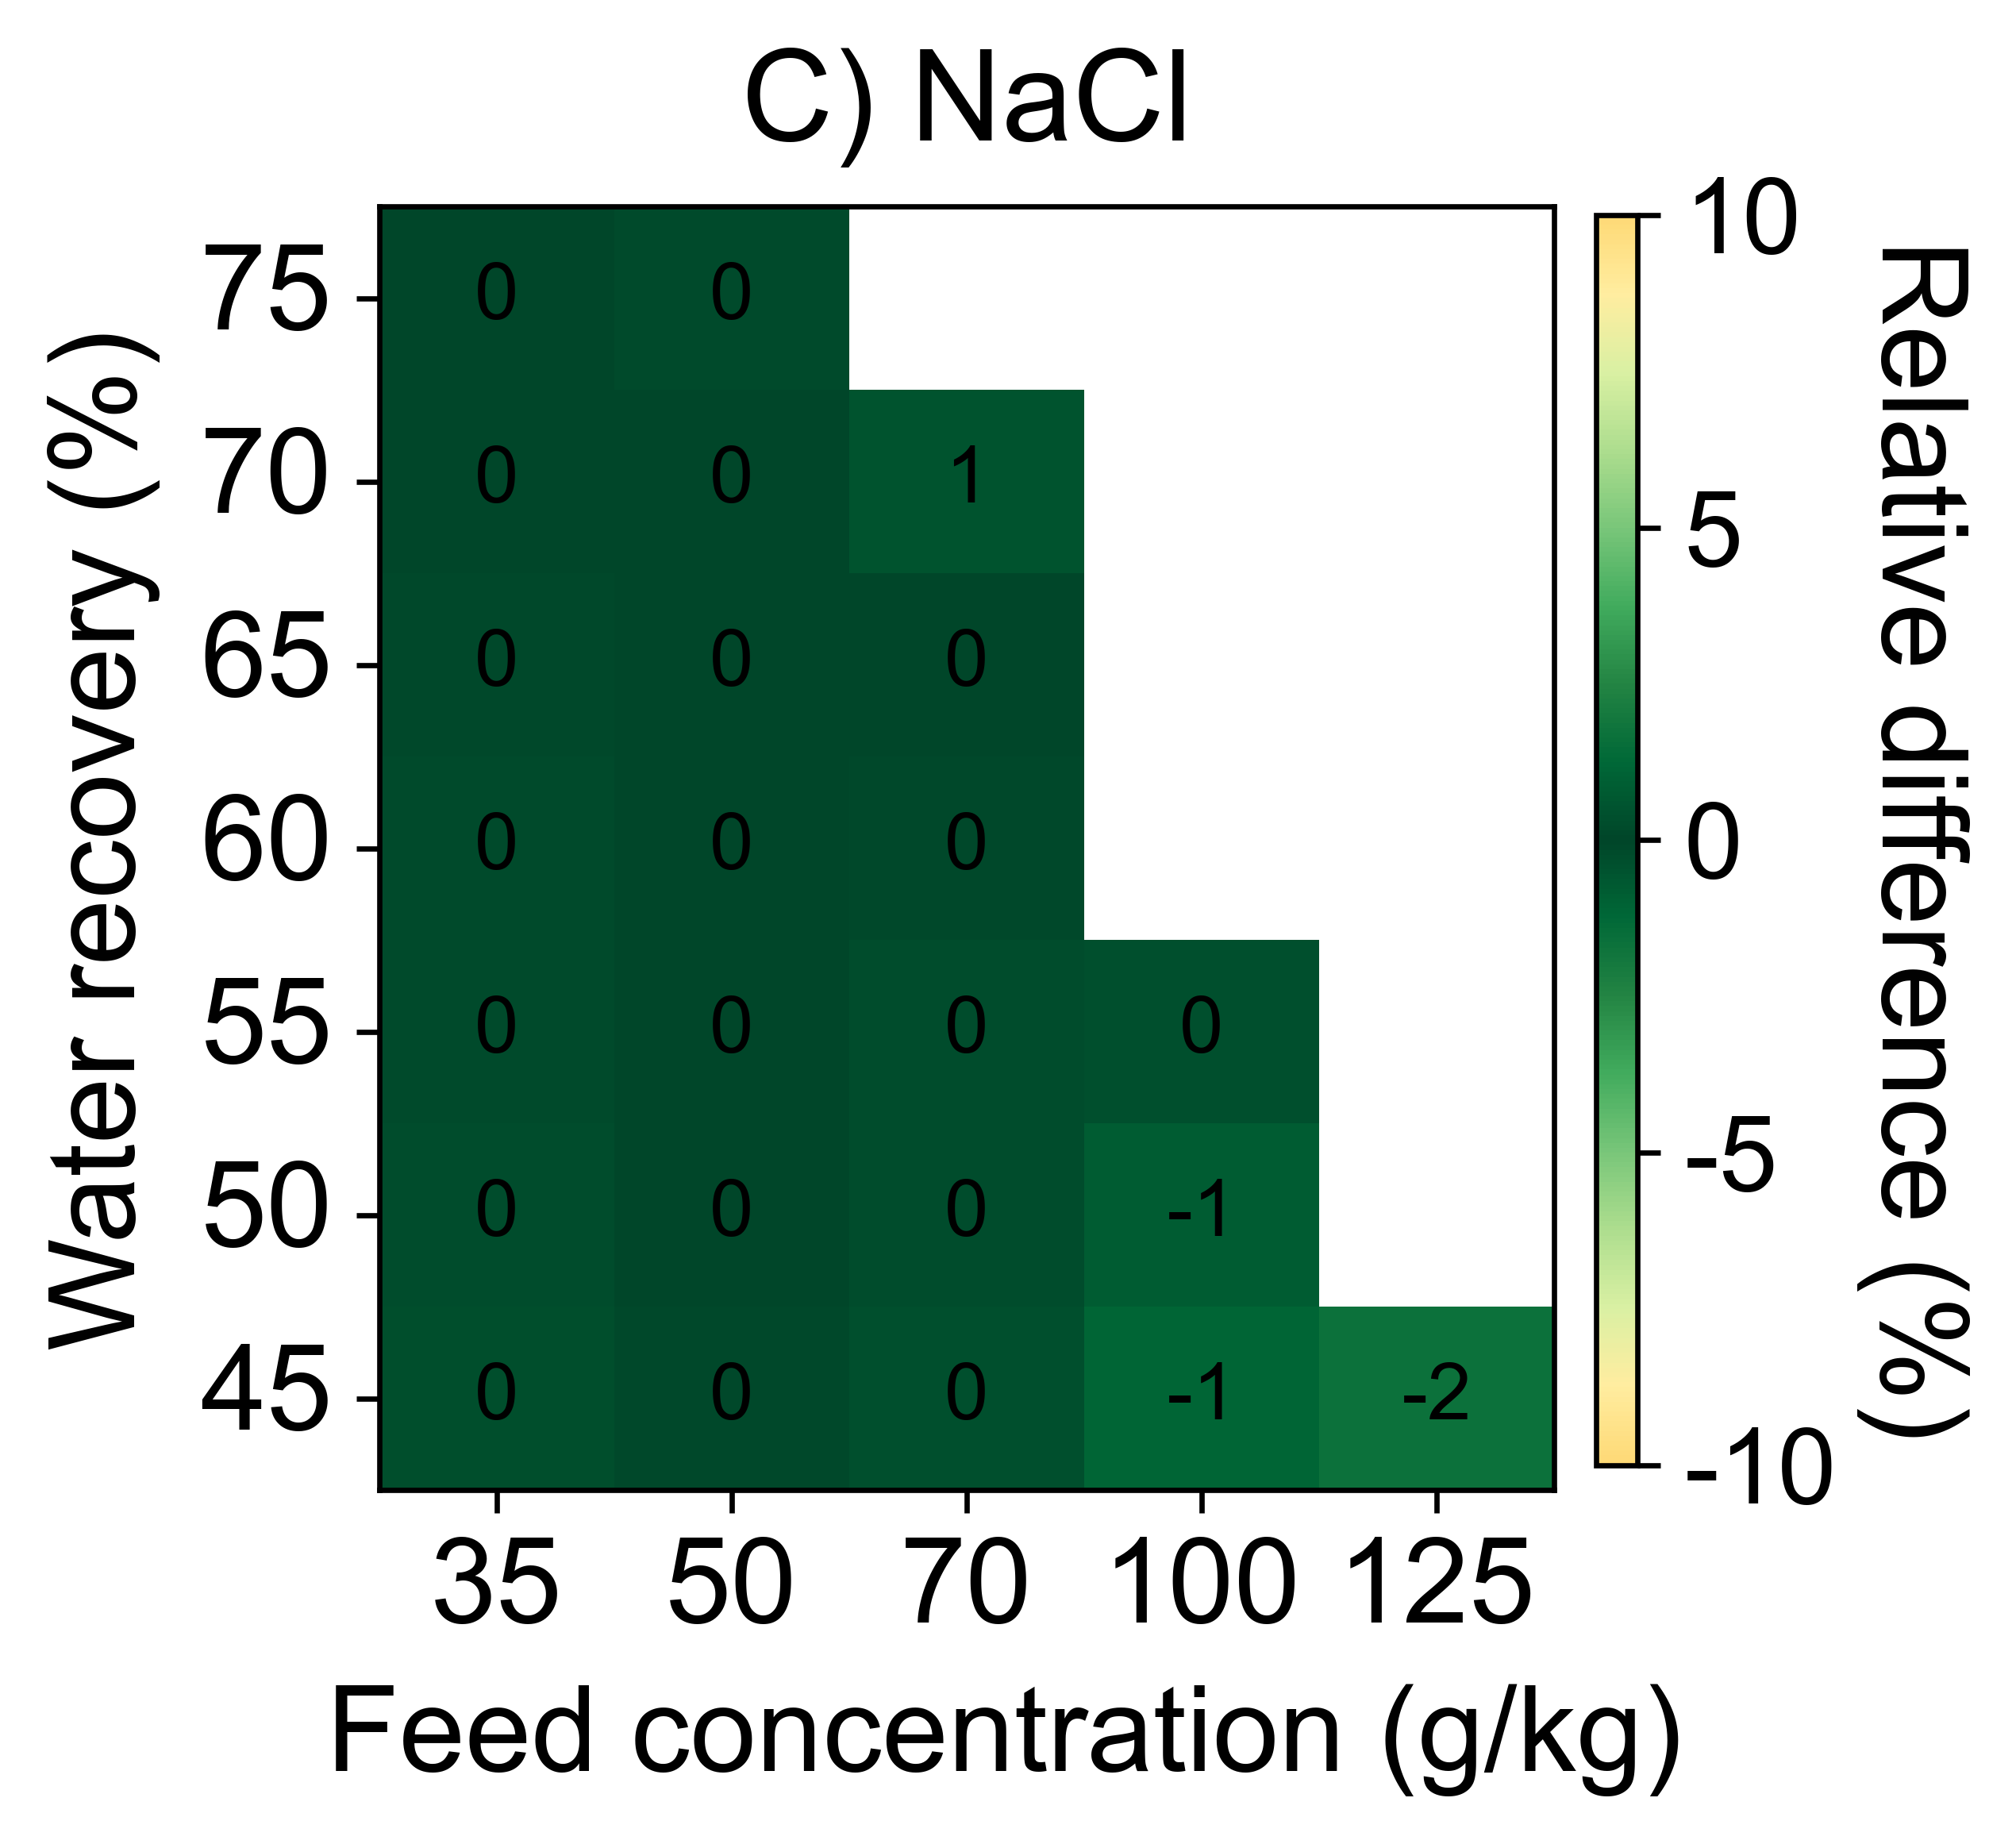 C) NaCl
Water recovery (%)
75 0 0
70 0 0 1
65 0 0 0
60 0 0 0
55 0 0 0 0
50 0 0 0 -1
45 0 0 0 -1 -2
35 50 70 100 125
Feed concentration (g/kg)
10
5
0
-5
-10
Relative difference (%)